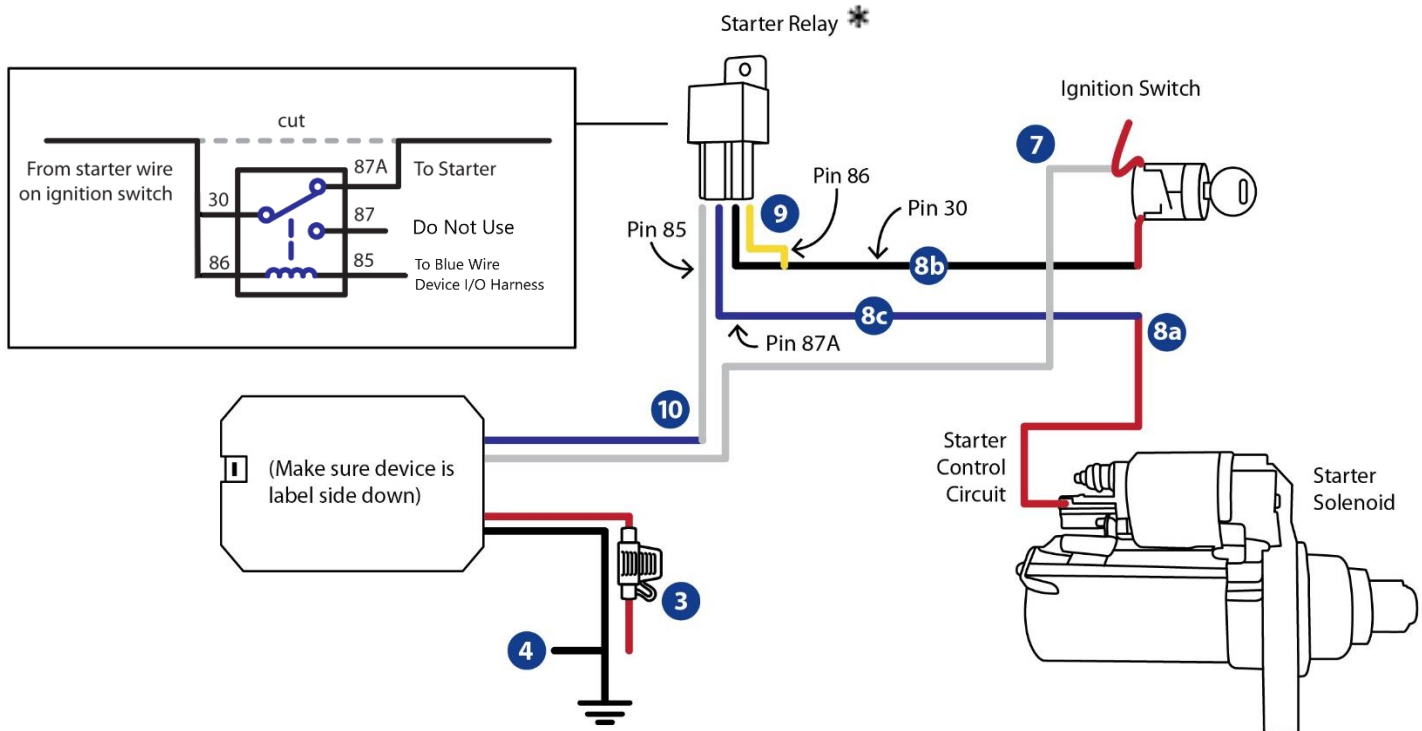 Starter Relay *
Ignition Switch
cut
From starter wire
on ignition switch
87A
To Starter
30
87
Do Not Use
86
85
To Blue Wire
Device I/O Harness
7
Pin 86
9
Pin 30
Pin 85
8b
8c
8a
Pin 87A
10
(Make sure device is
label side down)
Starter
Control
Circuit
Starter
Solenoid
3
4